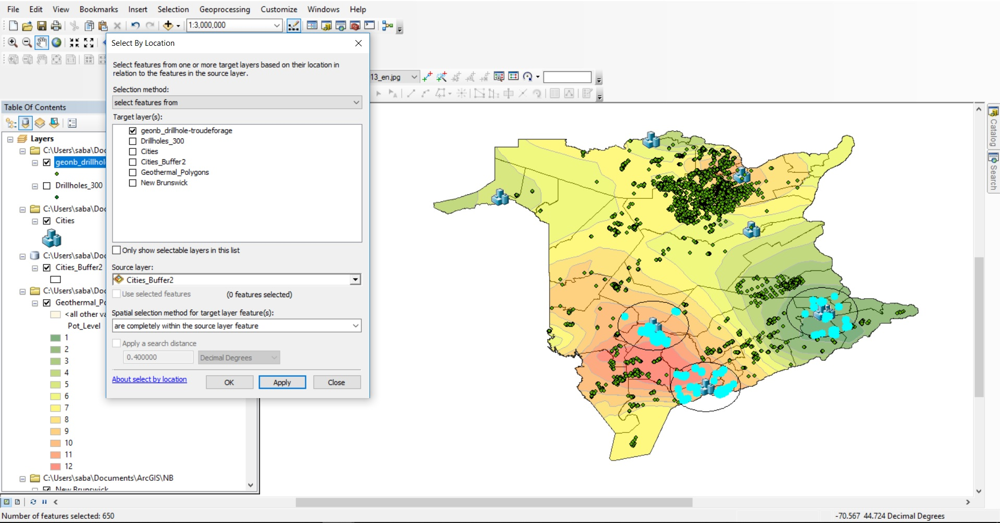 File Edit View Bookmarks Insert Selection Geoprocessing Customize Windows Help
1:3,000,000
Select By Location
Select features from one or more target layers based on their location in
relation to the features in the source layer.
13_en.jpg
Selection method:
select features from
Target layer(s):
geonb_drillhole-troudeforage
Drillholes_300
Cities
Cities_Buffer2
Geothermal_Polygons
New Brunswick
Only show selectable layers in this list
Source layer:
Cities_Buffer2
Use selected features (0 features selected)
Spatial selection method for target layer feature(s):
are completely within the source layer feature
Apply a search distance
0.400000 Decimal Degrees
About select by location OK Apply Close
Table Of Contents
Layers
C:\Users\saba\Doc
geonb_drillhol
Drillholes_300
C:\Users\saba\Doc
Cities
C:\Users\saba\Doc
Cities_Buffer2
C:\Users\saba\Doc
Geothermal_Po
<all other va
Pot_Level
1
2
3
4
5
6
7
8
9
10
11
12
C:\Users\saba\Documents\ArcGIS\NB
New Brunswick
Catalog
Search
Number of features selected: 650
-70.567 44.724 Decimal Degrees